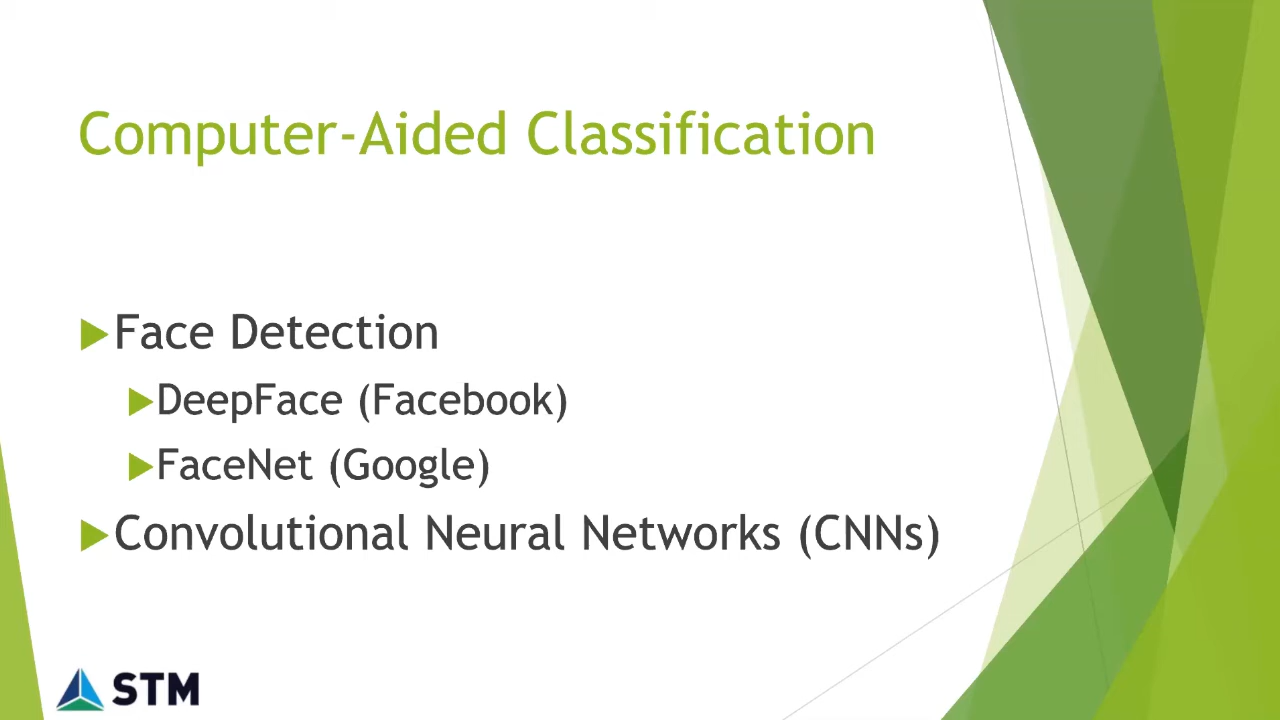 Computer-Aided Classification
Face Detection
DeepFace (Facebook)
FaceNet (Google)
Convolutional Neural Networks (CNNs)
STM